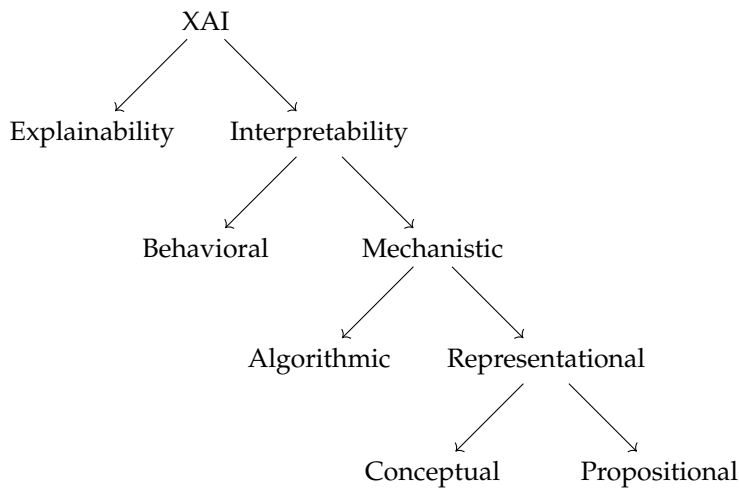 XAI
Explainability Interpretability
Behavioral Mechanistic
Algorithmic Representational
Conceptual Propositional